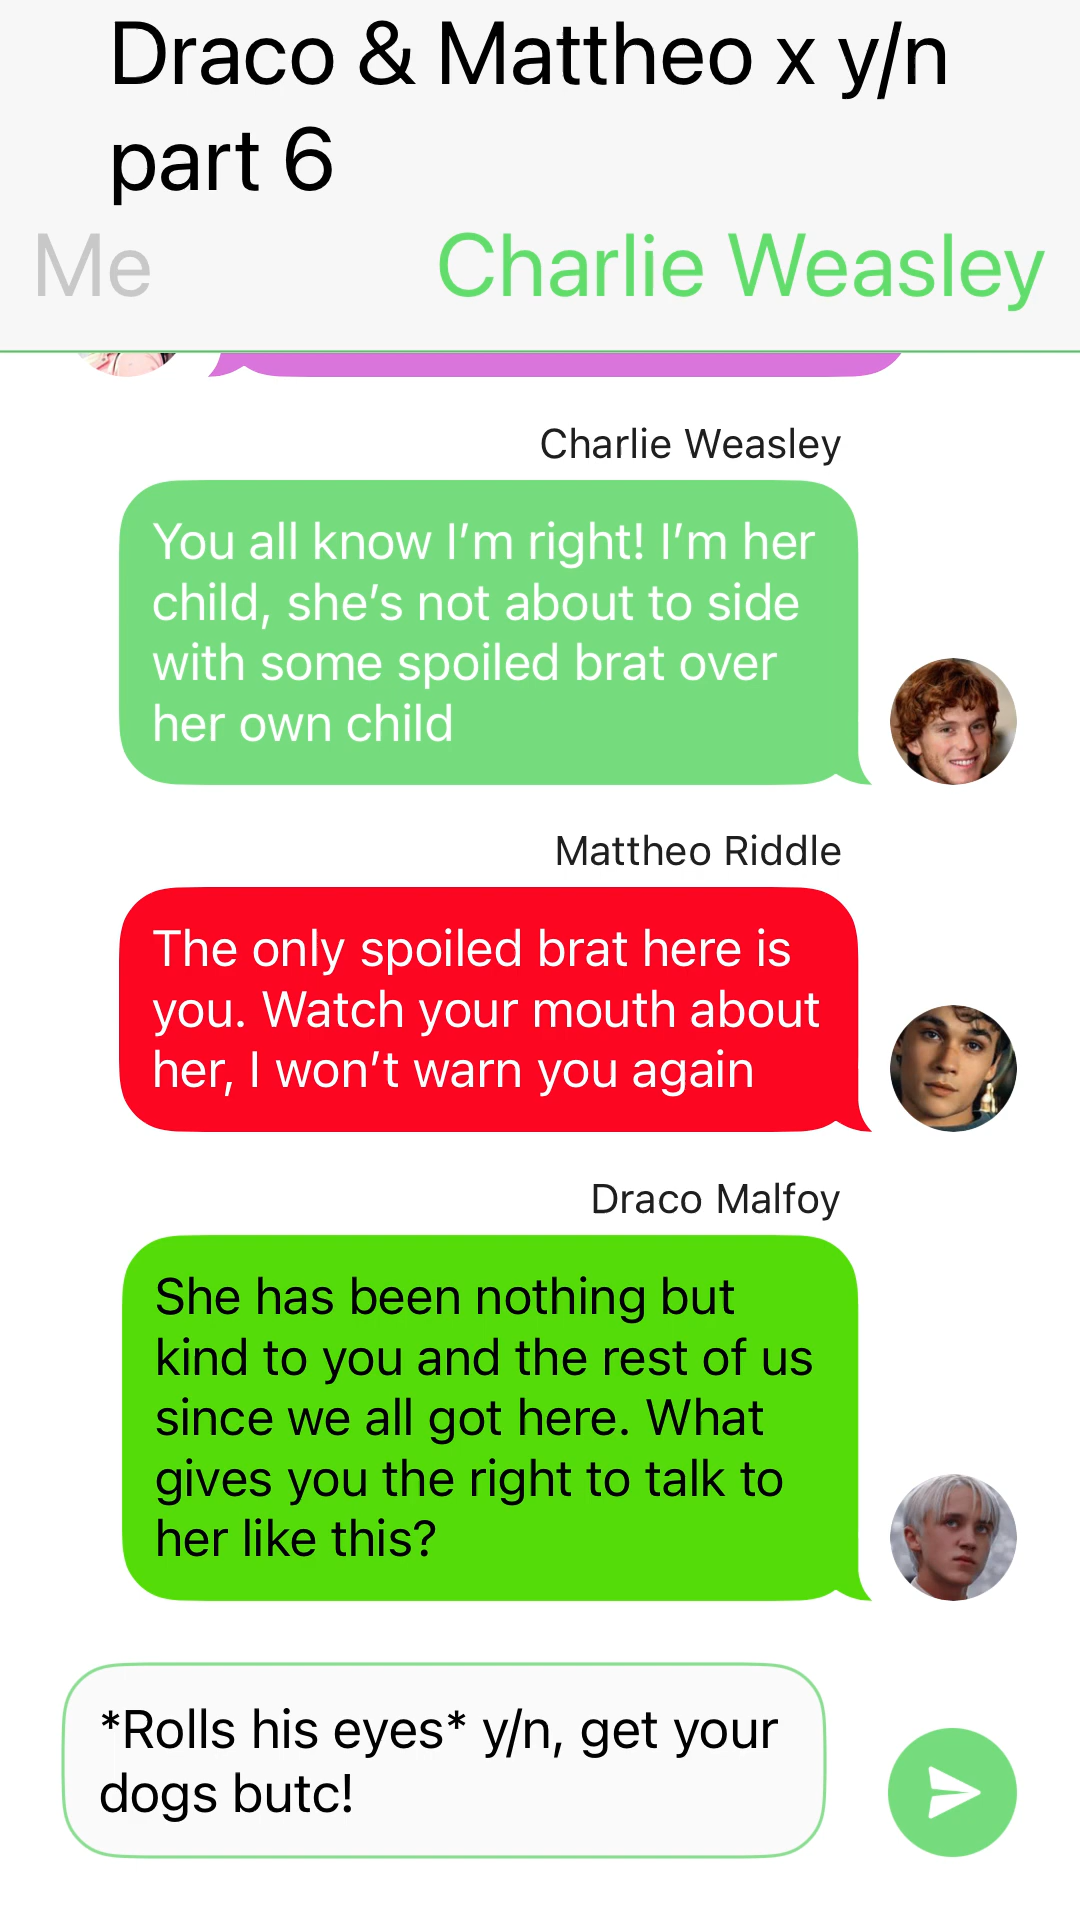 Draco & Mattheo x y/n
part 6
Me
Charlie Weasley
Charlie Weasley
You all know I’m right! I’m her
child, she’s not about to side
with some spoiled brat over
her own child
Mattheo Riddle
The only spoiled brat here is
you. Watch your mouth about
her, I won’t warn you again
Draco Malfoy
She has been nothing but
kind to you and the rest of us
since we all got here. What
gives you the right to talk to
her like this?
*Rolls his eyes* y/n, get your
dogs butc!